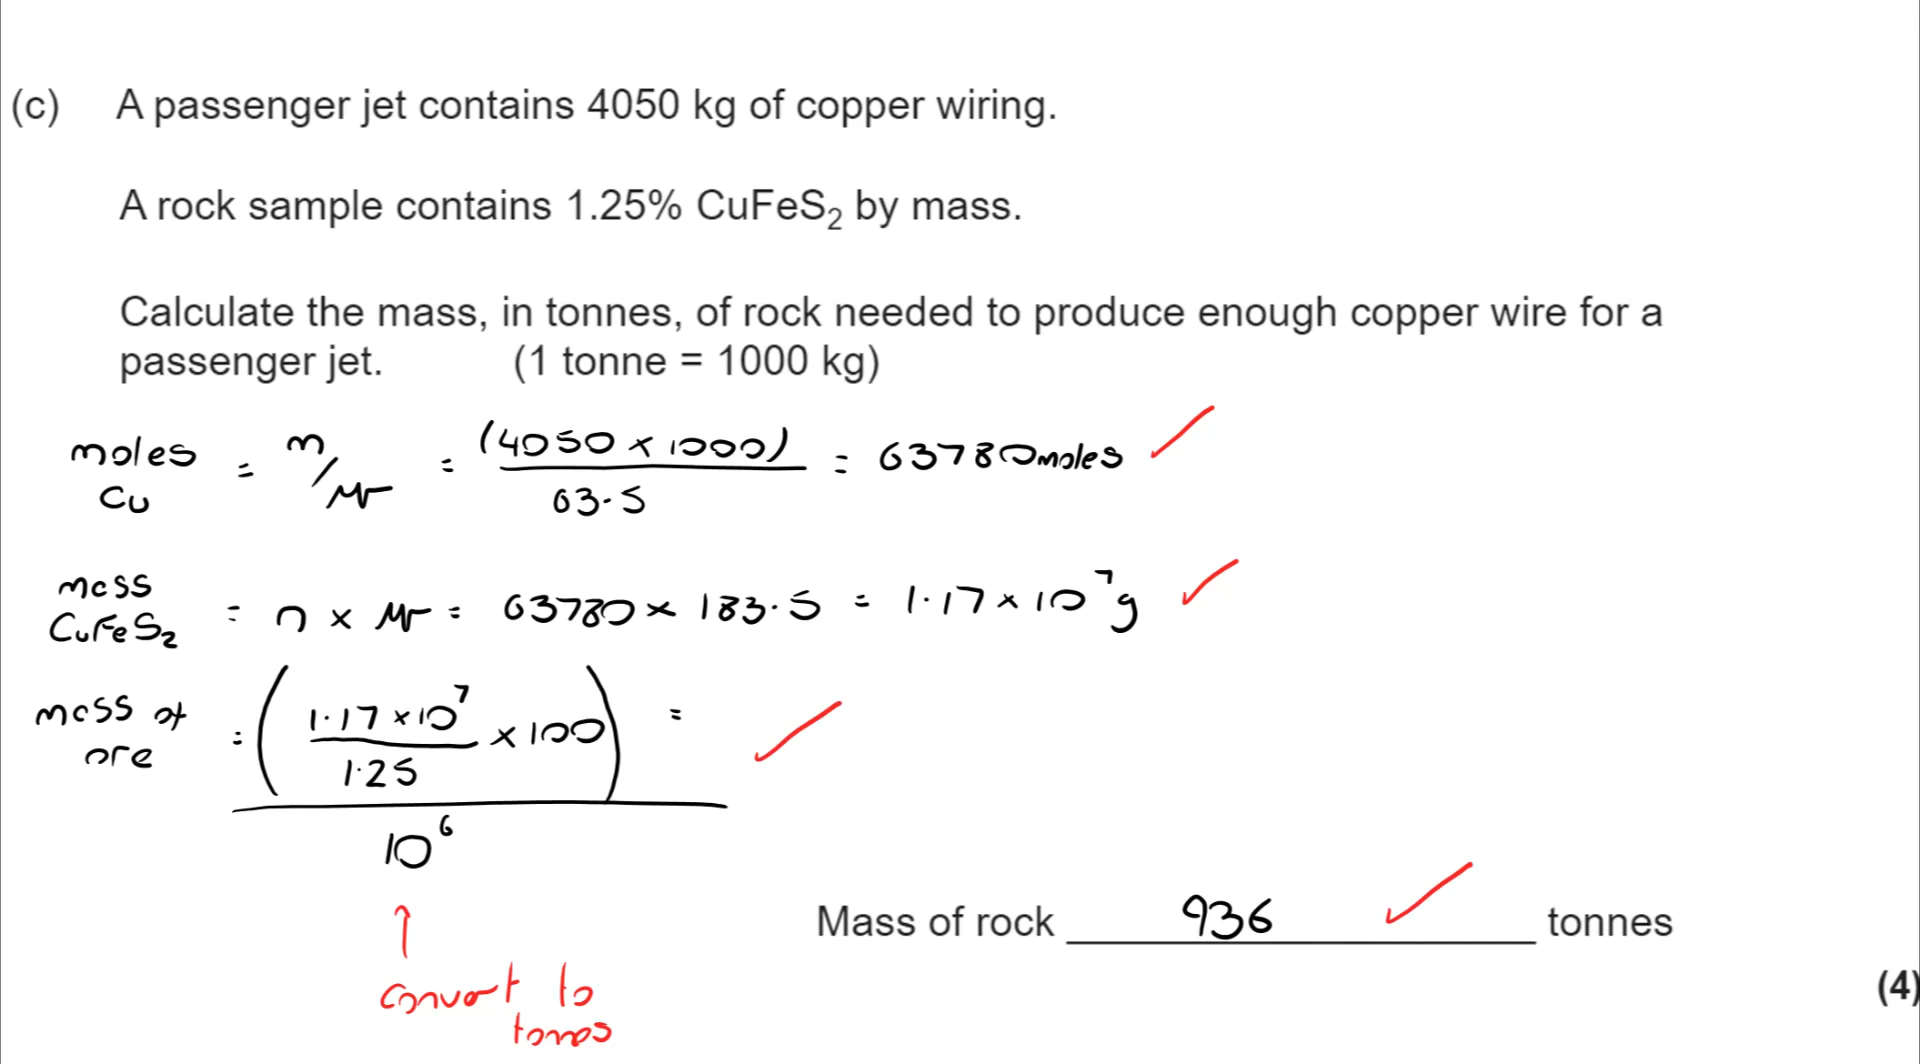 (c) A passenger jet contains 4050 kg of copper wiring.
A rock sample contains 1.25% CuFeS₂ by mass.
Calculate the mass, in tonnes, of rock needed to produce enough copper wire for a
passenger jet. (1 tonne = 1000 kg)
moles Cu = m/Mr = (4050 × 1000) / 63.5 = 63780 moles ✓
mass CuFeS₂ = n × Mr = 63780 × 183.5 = 1.17 × 10⁷ g ✓
mass of ore = (1.17 × 10⁷ / 1.25 × 100) / 10⁶ = ✓
↑
convert to
tonnes
Mass of rock 936 ✓ tonnes
(4)